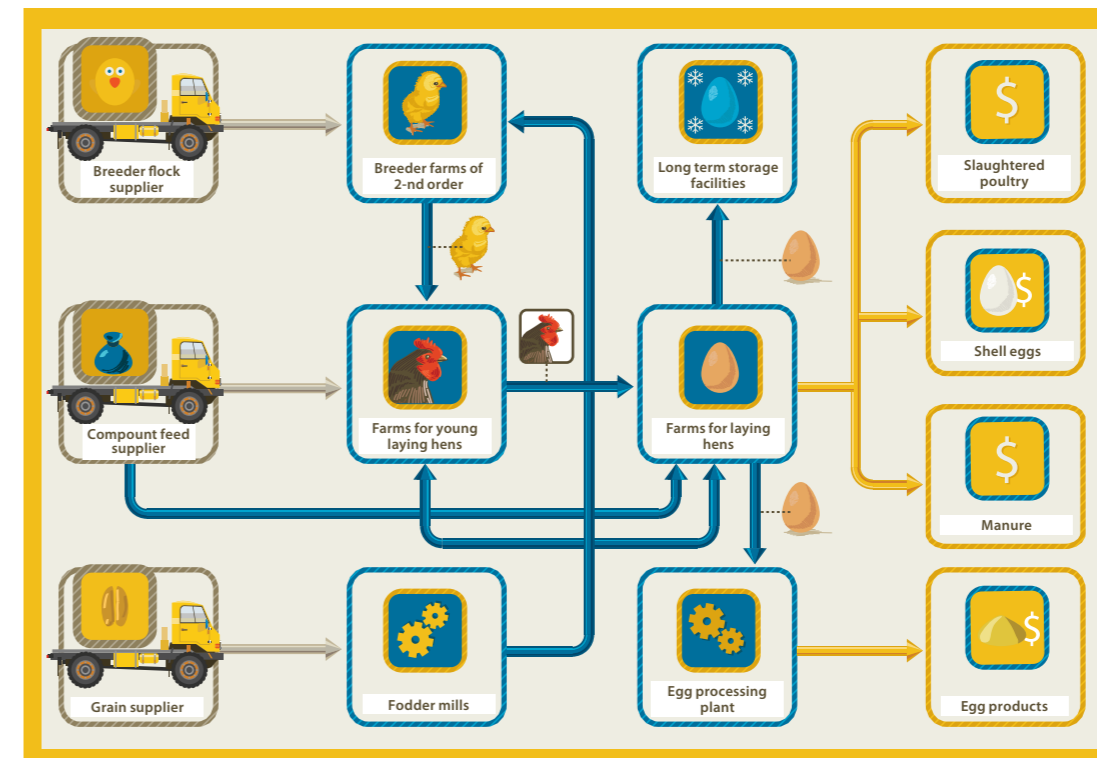 Breeder flock
supplier
Breeder farms of
2-nd order
Long term storage
facilities
$
Slaughtered
poultry
$
Shell eggs
Compount feed
supplier
Farms for young
laying hens
Farms for laying
hens
$
Manure
Grain supplier
Fodder mills
Egg processing
plant
$
Egg products